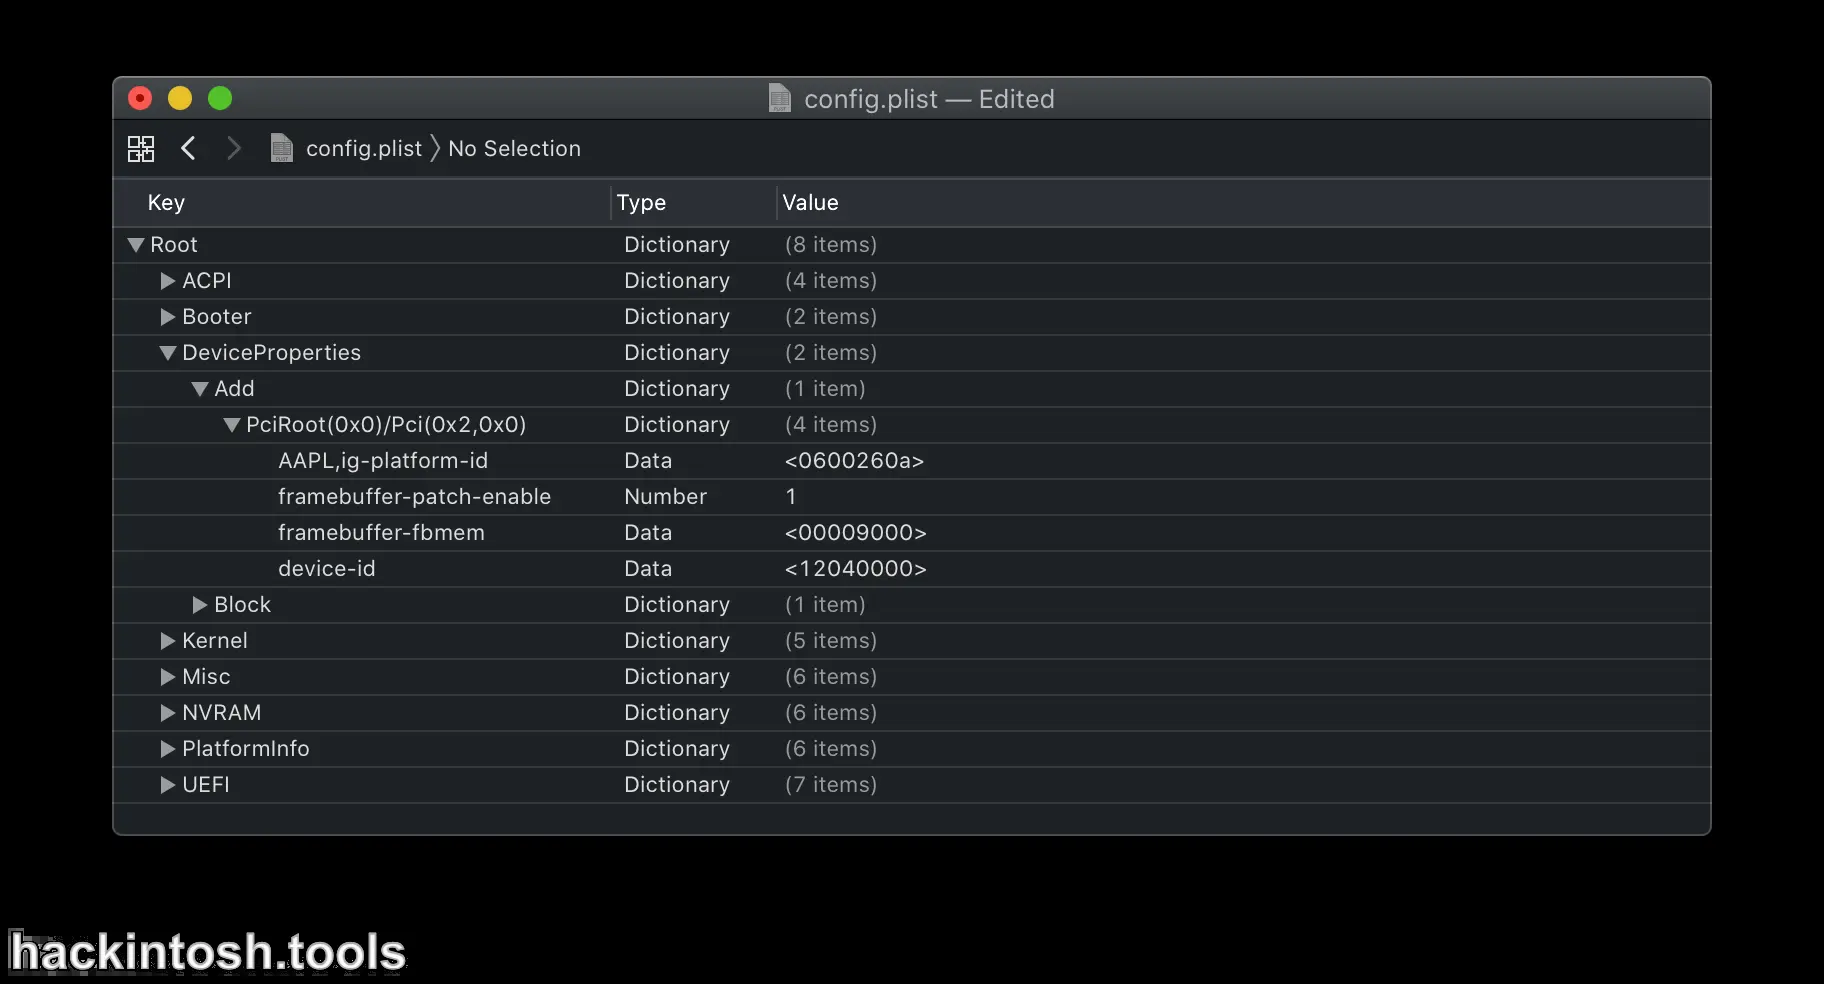 config.plist — Edited
config.plist 〉 No Selection
Key Type Value
Root Dictionary (8 items)
ACPI Dictionary (4 items)
Booter Dictionary (2 items)
DeviceProperties Dictionary (2 items)
Add Dictionary (1 item)
PciRoot(0x0)/Pci(0x2,0x0) Dictionary (4 items)
AAPL,ig-platform-id Data <0600260a>
framebuffer-patch-enable Number 1
framebuffer-fbmem Data <00009000>
device-id Data <12040000>
Block Dictionary (1 item)
Kernel Dictionary (5 items)
Misc Dictionary (6 items)
NVRAM Dictionary (6 items)
PlatformInfo Dictionary (6 items)
UEFI Dictionary (7 items)
hackintosh.tools